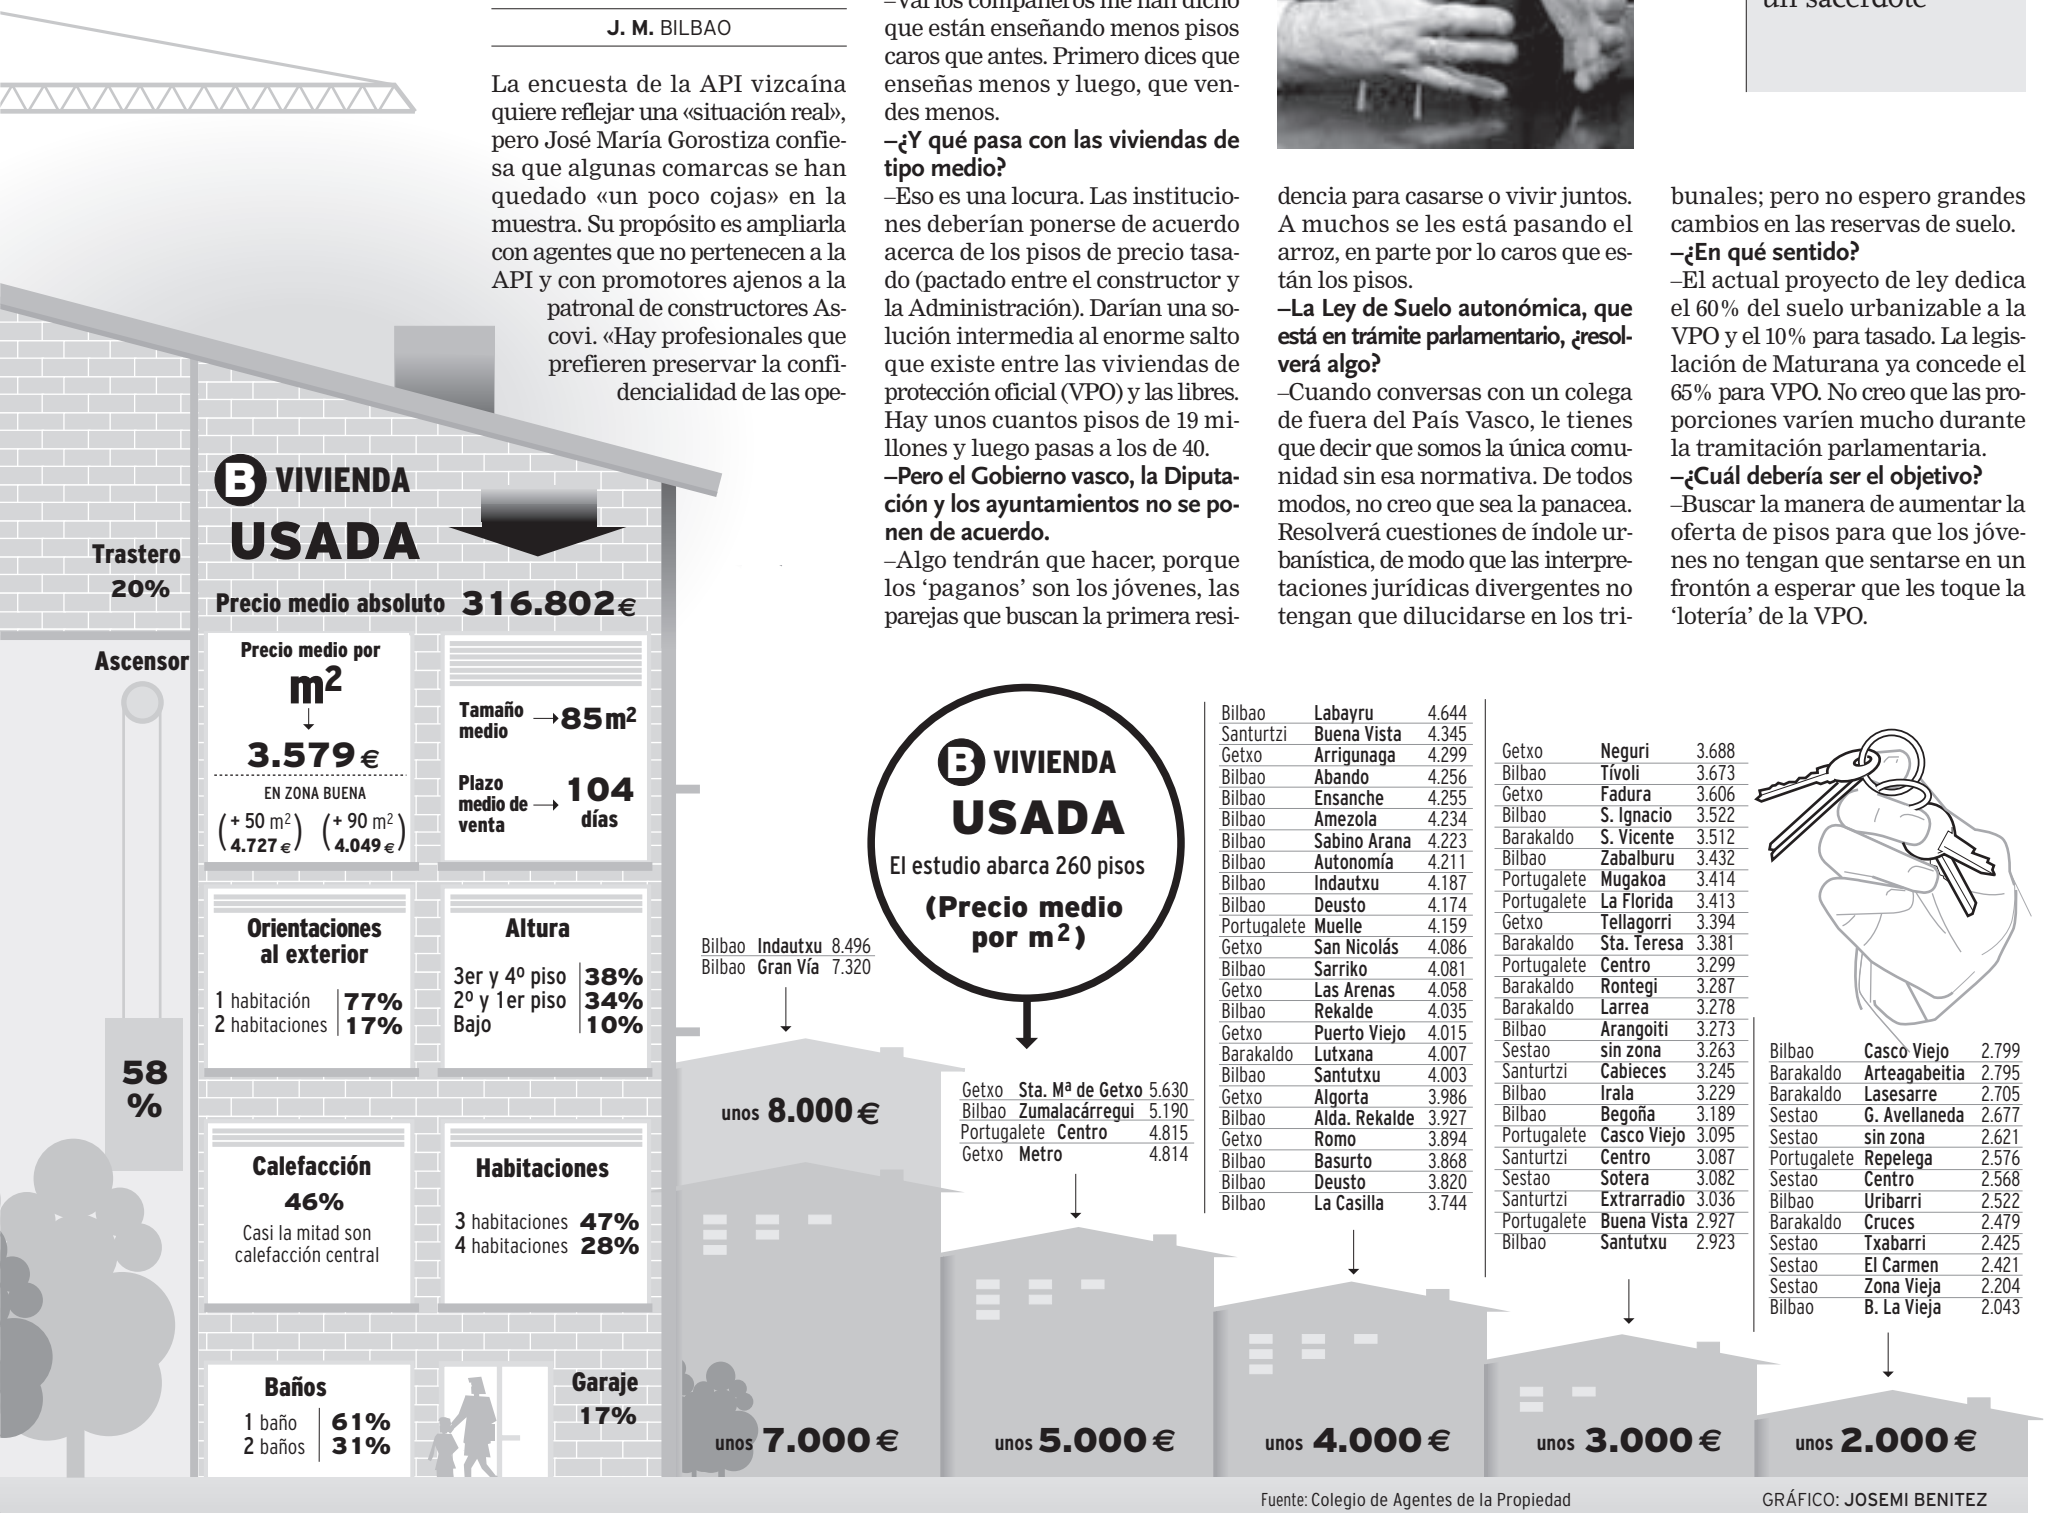 J. M. BILBAO
La encuesta de la API vizcaína
quiere reflejar una «situación real»,
pero José María Gorostiza confie-
sa que algunas comarcas se han
quedado «un poco cojas» en la
muestra. Su propósito es ampliarla
con agentes que no pertenecen a la
API y con promotores ajenos a la
patronal de constructores As-
covi. «Hay profesionales que
prefieren preservar la confi-
dencialidad de las ope-
–Varios compañeros me han dicho
que están enseñando menos pisos
caros que antes. Primero dices que
enseñas menos y luego, que ven-
des menos.
–¿Y qué pasa con las viviendas de
tipo medio?
–Eso es una locura. Las institucio-
nes deberían ponerse de acuerdo
acerca de los pisos de precio tasa-
do (pactado entre el constructor y
la Administración). Darían una so-
lución intermedia al enorme salto
que existe entre las viviendas de
protección oficial (VPO) y las libres.
Hay unos cuantos pisos de 19 mi-
llones y luego pasas a los de 40.
–Pero el Gobierno vasco, la Diputa-
ción y los ayuntamientos no se po-
nen de acuerdo.
–Algo tendrán que hacer, porque
los ‘paganos’ son los jóvenes, las
parejas que buscan la primera resi-
dencia para casarse o vivir juntos.
A muchos se les está pasando el
arroz, en parte por lo caros que es-
tán los pisos.
–La Ley de Suelo autonómica, que
está en trámite parlamentario, ¿resol-
verá algo?
–Cuando conversas con un colega
de fuera del País Vasco, le tienes
que decir que somos la única comu-
nidad sin esa normativa. De todos
modos, no creo que sea la panacea.
Resolverá cuestiones de índole ur-
banística, de modo que las interpre-
taciones jurídicas divergentes no
tengan que dilucidarse en los tri-
un sacerdote
bunales; pero no espero grandes
cambios en las reservas de suelo.
–¿En qué sentido?
–El actual proyecto de ley dedica
el 60% del suelo urbanizable a la
VPO y el 10% para tasado. La legis-
lación de Maturana ya concede el
65% para VPO. No creo que las pro-
porciones varíen mucho durante
la tramitación parlamentaria.
–¿Cuál debería ser el objetivo?
–Buscar la manera de aumentar la
oferta de pisos para que los jóve-
nes no tengan que sentarse en un
frontón a esperar que les toque la
‘lotería’ de la VPO.
Trastero
20%
Ascensor
58
%
B VIVIENDA
USADA
Precio medio absoluto 316.802 €
Precio medio por
m²
3.579 €
EN ZONA BUENA
(+ 50 m² 4.727 €) (+ 90 m² 4.049 €)
Tamaño
medio 85 m²
Plazo
medio de
venta
104
días
Orientaciones
al exterior
1 habitación 77%
2 habitaciones 17%
Altura
3er y 4º piso 38%
2º y 1er piso 34%
Bajo 10%
Calefacción
46%
Casi la mitad son
calefacción central
Habitaciones
3 habitaciones 47%
4 habitaciones 28%
Baños
1 baño 61%
2 baños 31%
Garaje
17%
B VIVIENDA
USADA
El estudio abarca 260 pisos
(Precio medio
por m²)
Bilbao Indautxu 8.496
Bilbao Gran Vía 7.320
unos 8.000 €
unos 7.000 €
Getxo Sta. Mª de Getxo 5.630
Bilbao Zumalacárregui 5.190
Portugalete Centro 4.815
Getxo Metro 4.814
unos 5.000 €
Bilbao Labayru 4.644
Santurtzi Buena Vista 4.345
Getxo Arrigunaga 4.299
Bilbao Abando 4.256
Bilbao Ensanche 4.255
Bilbao Amezola 4.234
Bilbao Sabino Arana 4.223
Bilbao Autonomía 4.211
Bilbao Indautxu 4.187
Bilbao Deusto 4.174
Portugalete Muelle 4.159
Getxo San Nicolás 4.086
Bilbao Sarriko 4.081
Getxo Las Arenas 4.058
Bilbao Rekalde 4.035
Getxo Puerto Viejo 4.015
Barakaldo Lutxana 4.007
Bilbao Santutxu 4.003
Getxo Algorta 3.986
Bilbao Alda. Rekalde 3.927
Getxo Romo 3.894
Bilbao Basurto 3.868
Bilbao Deusto 3.820
Bilbao La Casilla 3.744
unos 4.000 €
Getxo Neguri 3.688
Bilbao Tívoli 3.673
Getxo Fadura 3.606
Bilbao S. Ignacio 3.522
Barakaldo S. Vicente 3.512
Bilbao Zabalburu 3.432
Portugalete Mugakoa 3.414
Portugalete La Florida 3.413
Getxo Tellagorri 3.394
Barakaldo Sta. Teresa 3.381
Portugalete Centro 3.299
Barakaldo Rontegi 3.287
Barakaldo Larrea 3.278
Bilbao Arangoiti 3.273
Sestao sin zona 3.263
Santurtzi Cabieces 3.245
Bilbao Irala 3.229
Bilbao Begoña 3.189
Portugalete Casco Viejo 3.095
Santurtzi Centro 3.087
Sestao Sotera 3.082
Santurtzi Extrarradio 3.036
Portugalete Buena Vista 2.927
Bilbao Santutxu 2.923
unos 3.000 €
Bilbao Casco Viejo 2.799
Barakaldo Arteagabeitia 2.795
Barakaldo Lasesarre 2.705
Sestao G. Avellaneda 2.677
Sestao sin zona 2.621
Portugalete Repelega 2.576
Sestao Centro 2.568
Bilbao Uribarri 2.522
Barakaldo Cruces 2.479
Sestao Txabarri 2.425
Sestao El Carmen 2.421
Sestao Zona Vieja 2.204
Bilbao B. La Vieja 2.043
unos 2.000 €
Fuente: Colegio de Agentes de la Propiedad
GRÁFICO: JOSEMI BENITEZ